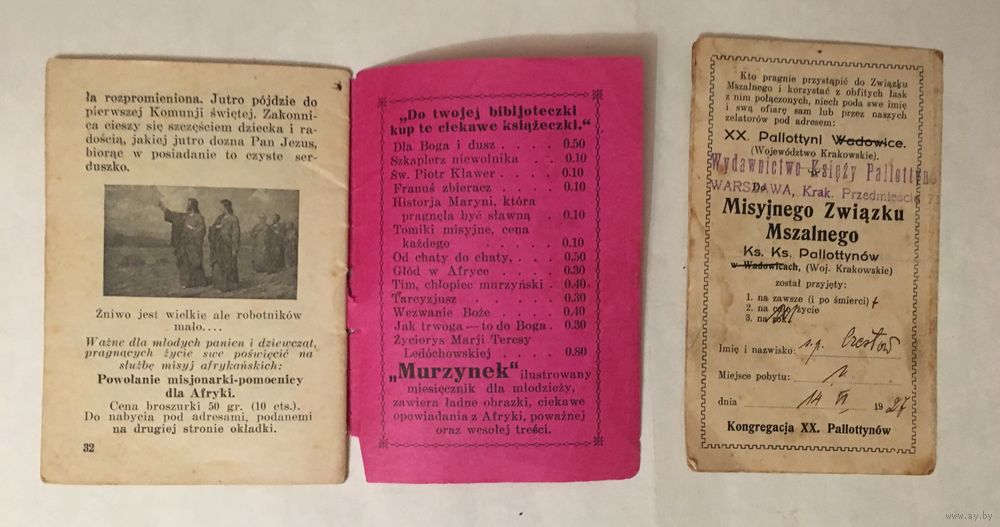 ła rozpromieniona. Jutro pójdzie do
pierwszej Komunji świętej. Zakonni-
ca cieszy się szczęściem dziecka i ra-
dością, jakiej jutro dozna Pan Jezus,
biorąc w posiadanie to czyste ser-
duszko.
Żniwo jest wielkie ale robotników
mało....
Ważne dla młodych panien i dziewcząt,
pragnących życie swe poświęcić na
służbę misyj afrykańskich:
Powołanie misjonarki-pomocnicy
dla Afryki.
Cena broszurki 50 gr. (10 cts.).
Do nabycia pod adresami, podanemi
na drugiej stronie okładki.
32
„Do twojej bibijoteczki
kup te ciekawe książeczki.“
Dla Boga i dusz . . . . 0.50
Szkaplerz niewolnika . . 0.10
Św. Piotr Klawer . . . . 0.10
Franuś zbieracz . . . . 0.10
Historja Maryni, która
pragnęła być sławną . 0.10
Tomiki misyjne, cena
każdego . . . . . 0.10
Od chaty do chaty, . . . 0.50
Głód w Afryce . . . . 0.30
Tim, chłopiec murzyński . 0.40
Tarcyzjusz . . . . . 0.30
Wezwanie Boże . . . . 0.40
Jak trwoga — to do Boga . 0.30
Życiorys Marji Teresy
Ledóchowskiej . . . . 0.80
„Murzynek“ ilustrowany
miesięcznik dla młodzieży,
zawiera ładne obrazki, ciekawe
opowiadania z Afryki, poważnej
oraz wesołej treści.
Kto pragnie przystąpić do Związku
Mszalnego i korzystać z obfitych łask
z nim połączonych, niech poda swe imię
i swą ofiarę sam lub przez naszych
zelatorów pod adresem:
XX. Pallottyni Wadowice.
(Województwo Krakowskie).
Wydawnictwo Księży Pallottynó
WARSZAWA, Krak. Przedmieście 71
Do
Misyjnego Związku
Mszalnego
Ks. Ks. Pallottynów
w Wadowicach, (Woj. Krakowskie)
został przyjęty:
1. na zawsze (i po śmierci) +
2. na całe życie
3. na rok
Imię i nazwisko: ś.p.
Miejsce pobytu:
dnia 14 VI 1927
Kongregacja XX. Pallottynów
www.ay.by